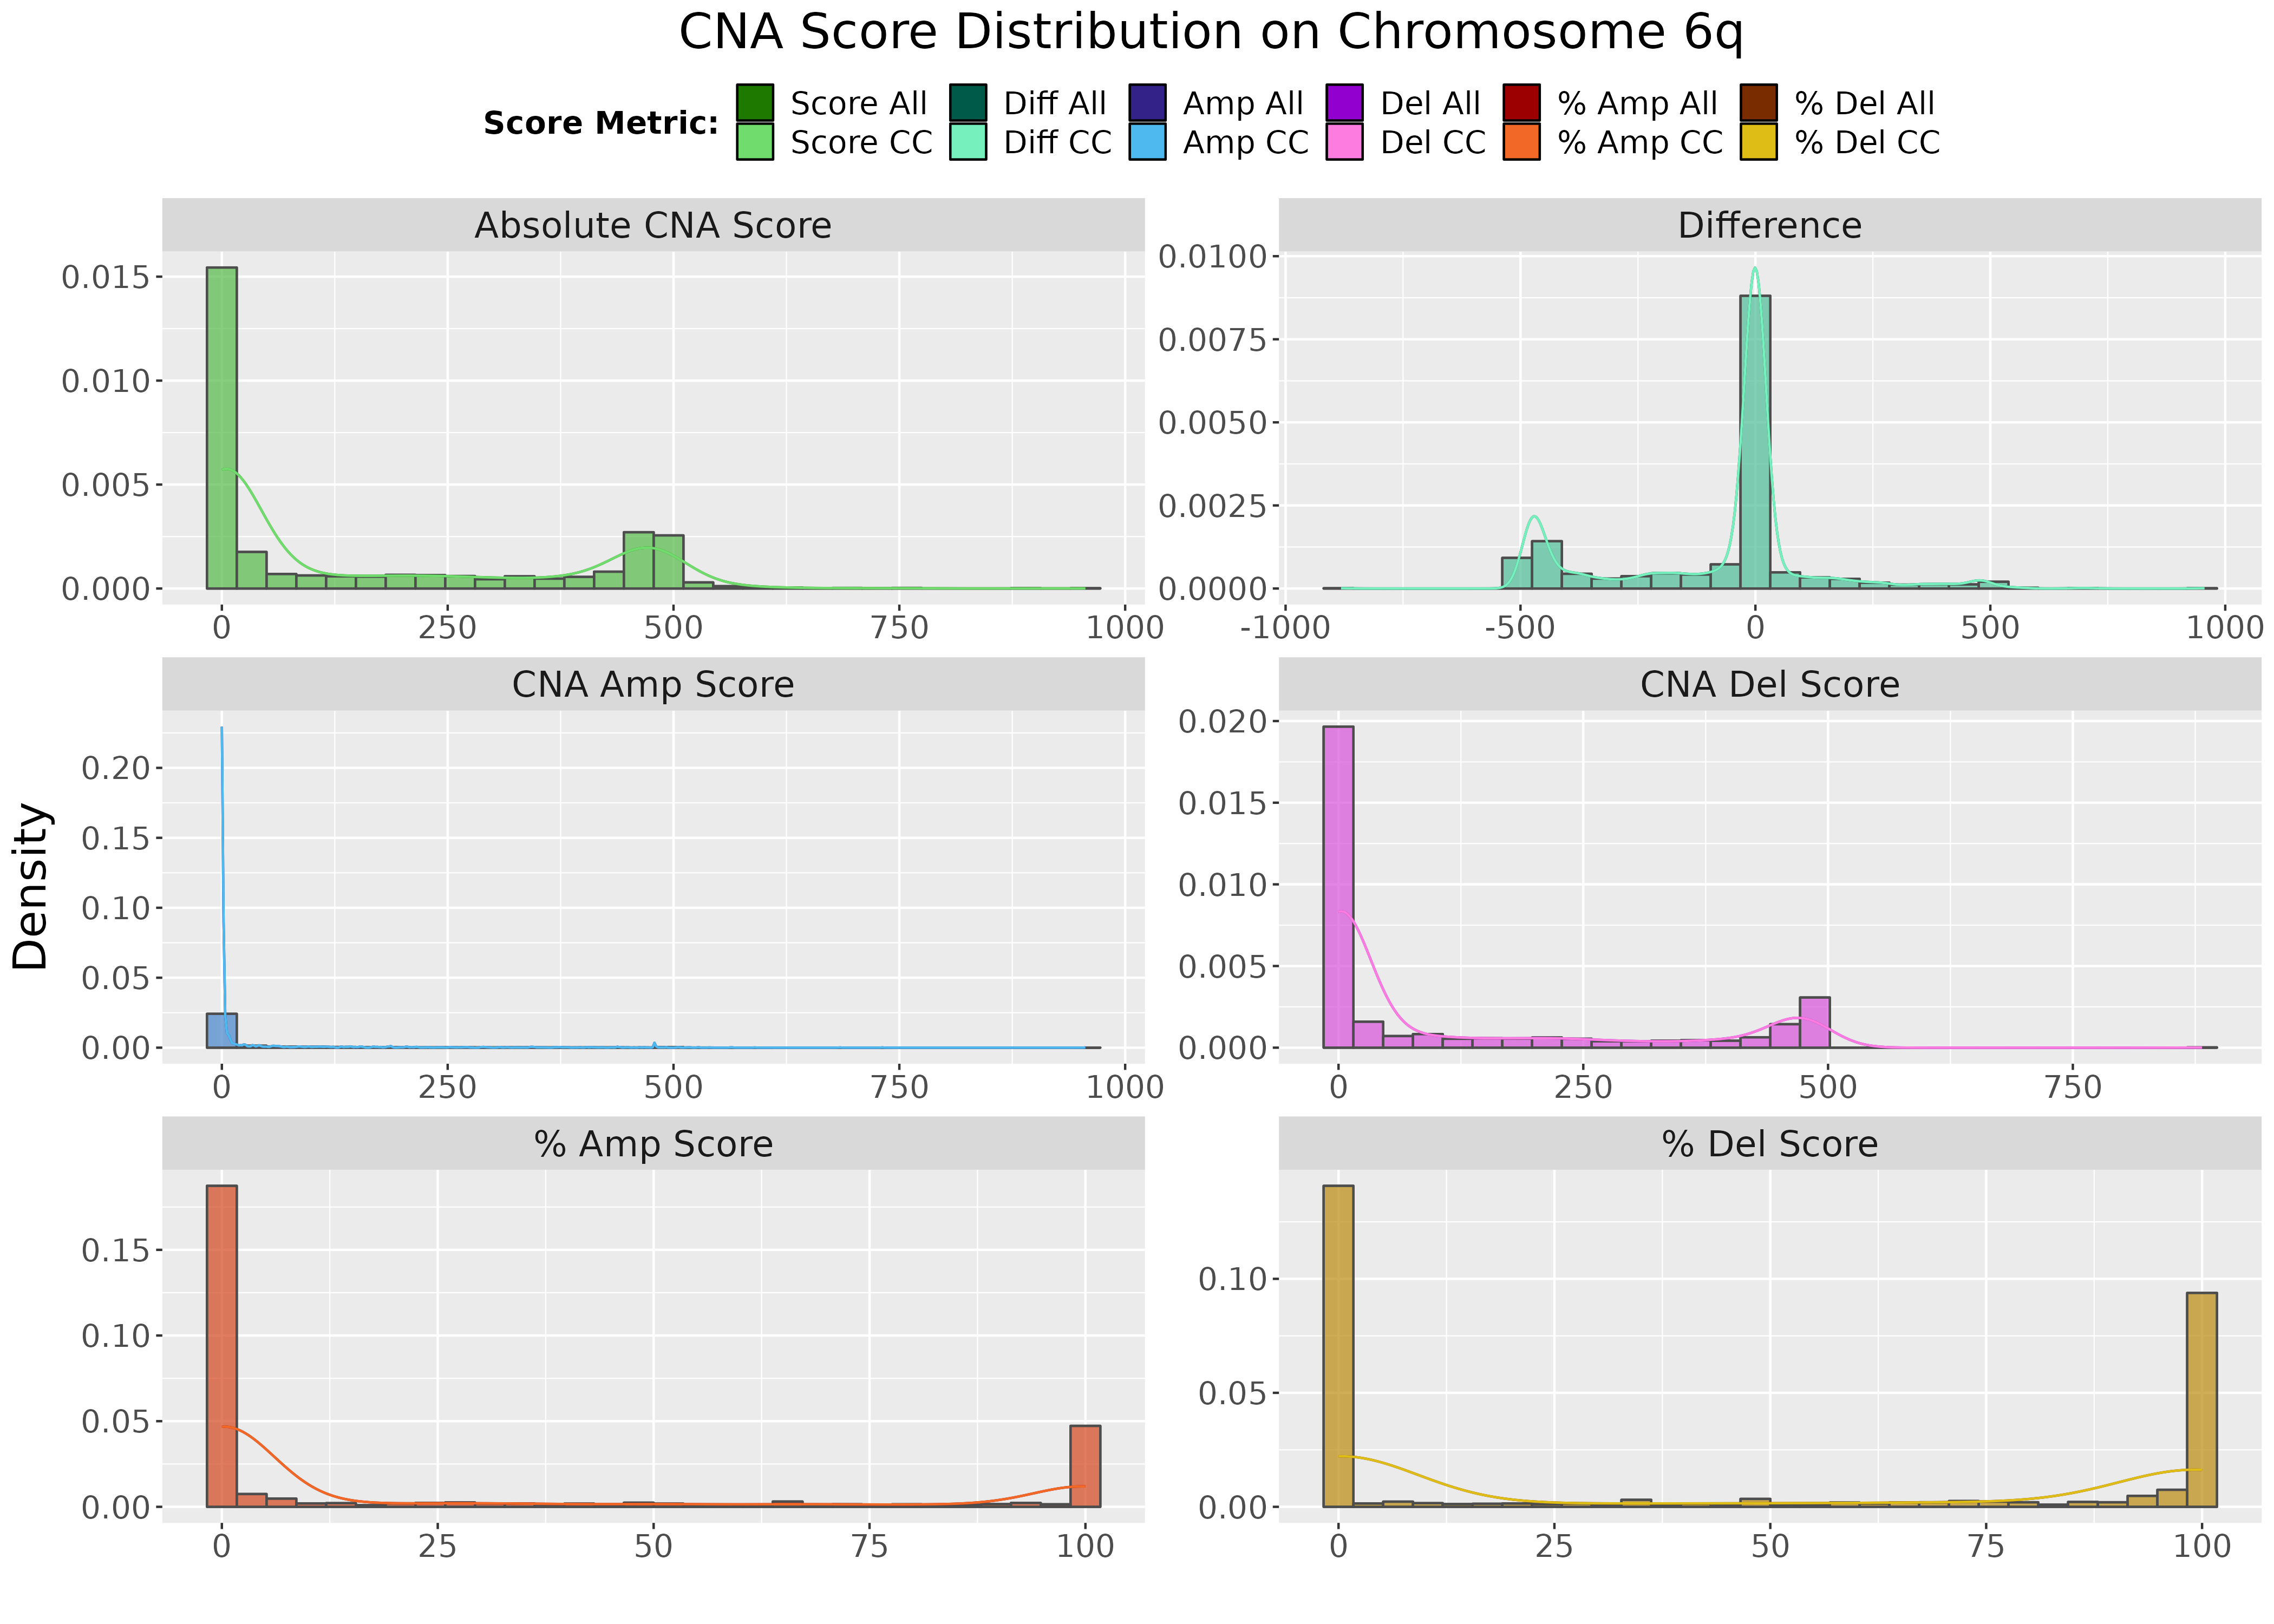 CNA Score Distribution on Chromosome 6q
Score Metric:
Score All Diff All Amp All Del All % Amp All % Del All
Score CC Diff CC Amp CC Del CC % Amp CC % Del CC
Absolute CNA Score
0.015
0.010
0.005
0.000
0 250 500 750 1000
Difference
0.0100
0.0075
0.0050
0.0025
0.0000
-1000 -500 0 500 1000
Density
CNA Amp Score
0.20
0.15
0.10
0.05
0.00
0 250 500 750 1000
CNA Del Score
0.020
0.015
0.010
0.005
0.000
0 250 500 750
% Amp Score
0.15
0.10
0.05
0.00
0 25 50 75 100
% Del Score
0.10
0.05
0.00
0 25 50 75 100